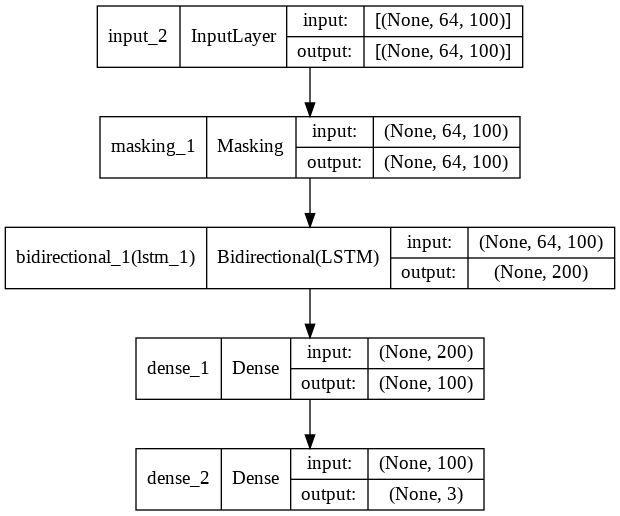 input_2 InputLayer input: [(None, 64, 100)]
output: [(None, 64, 100)]
masking_1 Masking input: (None, 64, 100)
output: (None, 64, 100)
bidirectional_1(lstm_1) Bidirectional(LSTM) input: (None, 64, 100)
output: (None, 200)
dense_1 Dense input: (None, 200)
output: (None, 100)
dense_2 Dense input: (None, 100)
output: (None, 3)